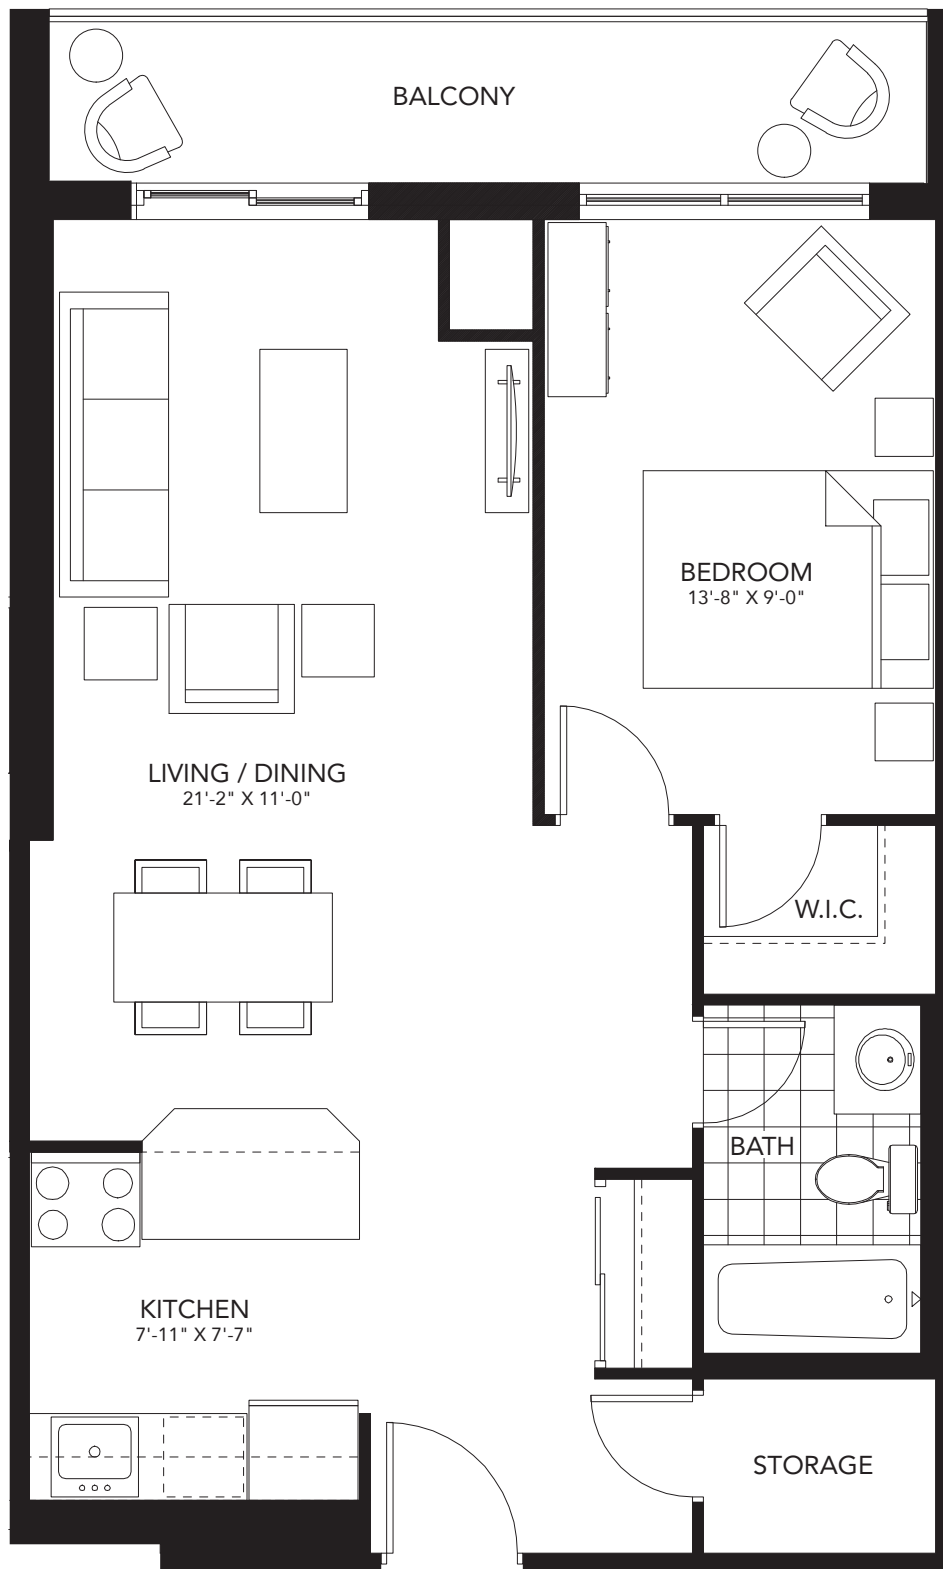 BALCONY
BEDROOM
13'-8" X 9'-0"
LIVING / DINING
21'-2" X 11'-0"
W.I.C.
BATH
KITCHEN
7'-11" X 7'-7"
STORAGE